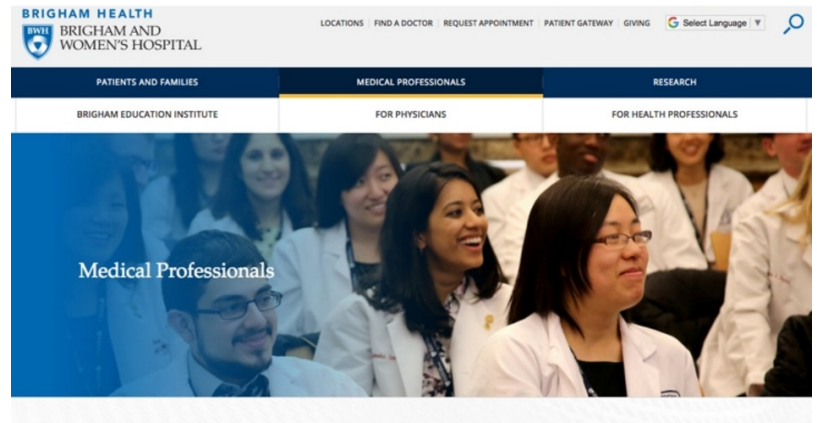 BRIGHAM HEALTH
BWH
BRIGHAM AND
WOMEN'S HOSPITAL
LOCATIONS FIND A DOCTOR REQUEST APPOINTMENT PATIENT GATEWAY GIVING G Select Language ▼
PATIENTS AND FAMILIES MEDICAL PROFESSIONALS RESEARCH
BRIGHAM EDUCATION INSTITUTE FOR PHYSICIANS FOR HEALTH PROFESSIONALS
Medical Professionals